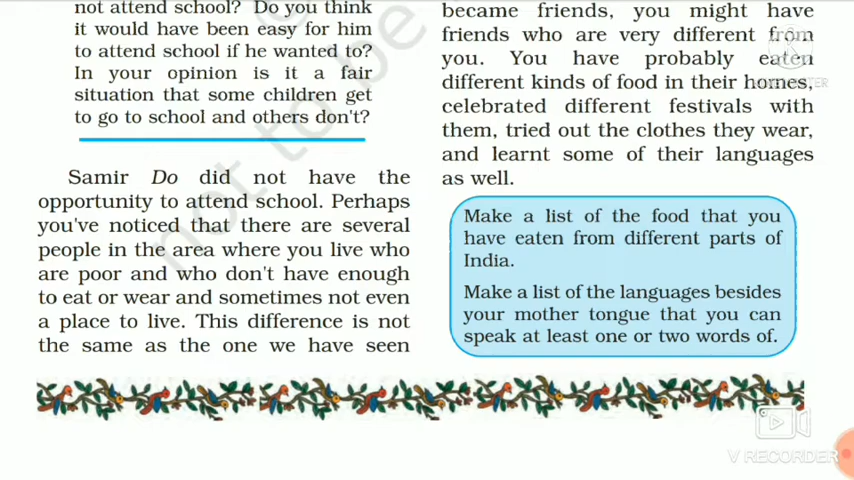 not attend school? Do you think
it would have been easy for him
to attend school if he wanted to?
In your opinion is it a fair
situation that some children get
to go to school and others don't?
Samir Do did not have the
opportunity to attend school. Perhaps
you've noticed that there are several
people in the area where you live who
are poor and who don't have enough
to eat or wear and sometimes not even
a place to live. This difference is not
the same as the one we have seen
became friends, you might have
friends who are very different from
you. You have probably eaten
different kinds of food in their homes,
celebrated different festivals with
them, tried out the clothes they wear,
and learnt some of their languages
as well.
Make a list of the food that you
have eaten from different parts of
India.
Make a list of the languages besides
your mother tongue that you can
speak at least one or two words of.
not to be
V RECORDER